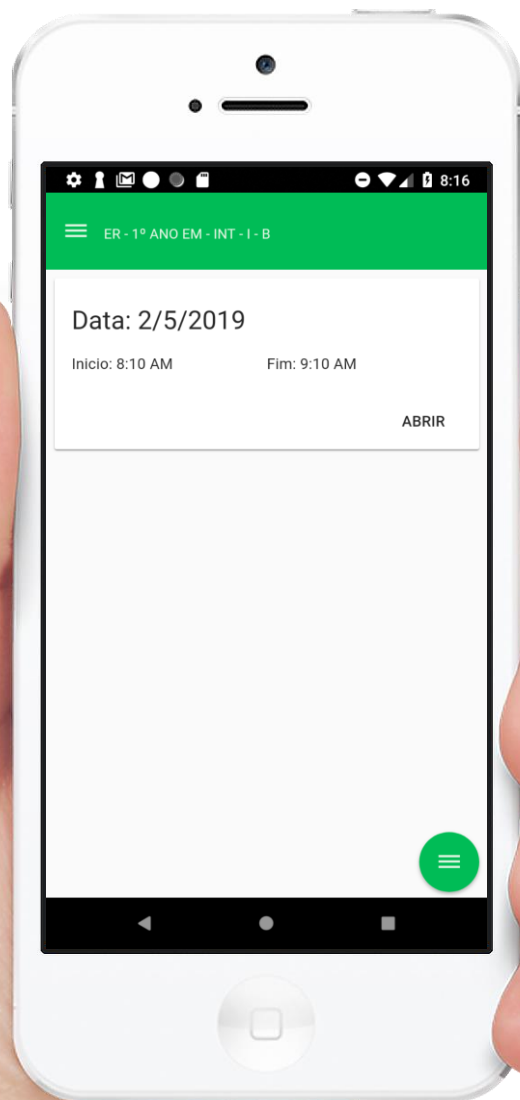 8:16
ER - 1º ANO EM - INT - I - B
Data: 2/5/2019
Inicio: 8:10 AM
Fim: 9:10 AM
ABRIR